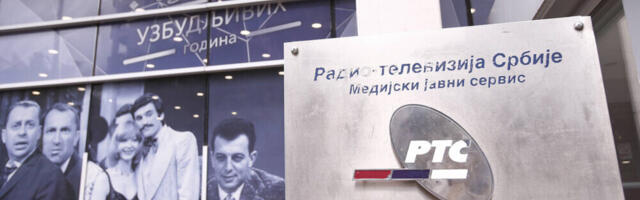 УЗБУДЉИВИХ
ГОДИНА
Радио-телевизија Србије
Медијски јавни сервис
РТС